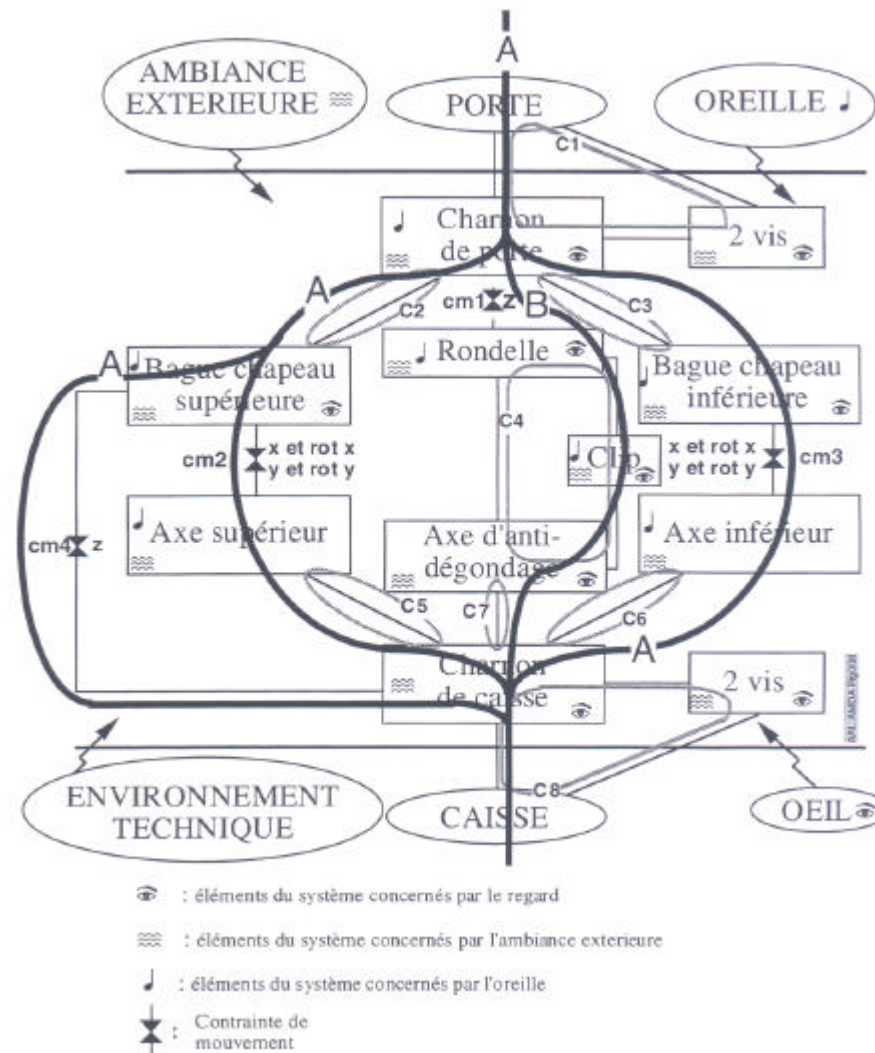 A
AMBIANCE
EXTERIEURE
PORTE
OREILLE
C1
Charnon
de porte
2 vis
A
C2
cm1 z
B
C3
A
Bague chapeau
supérieure
Rondelle
Bague chapeau
inférieure
C4
cm2
x et rot x
y et rot y
Clip
x et rot x
y et rot y
cm3
cm4 z
Axe supérieur
Axe d'anti-
dégondage
Axe inférieur
C5
C7
C6
A
Charnon
de caisse
2 vis
ENVIRONNEMENT
TECHNIQUE
CAISSE
C8
OEIL
: éléments du système concernés par le regard
: éléments du système concernés par l'ambiance exterieure
: éléments du système concernés par l'oreille
: Contrainte de
mouvement